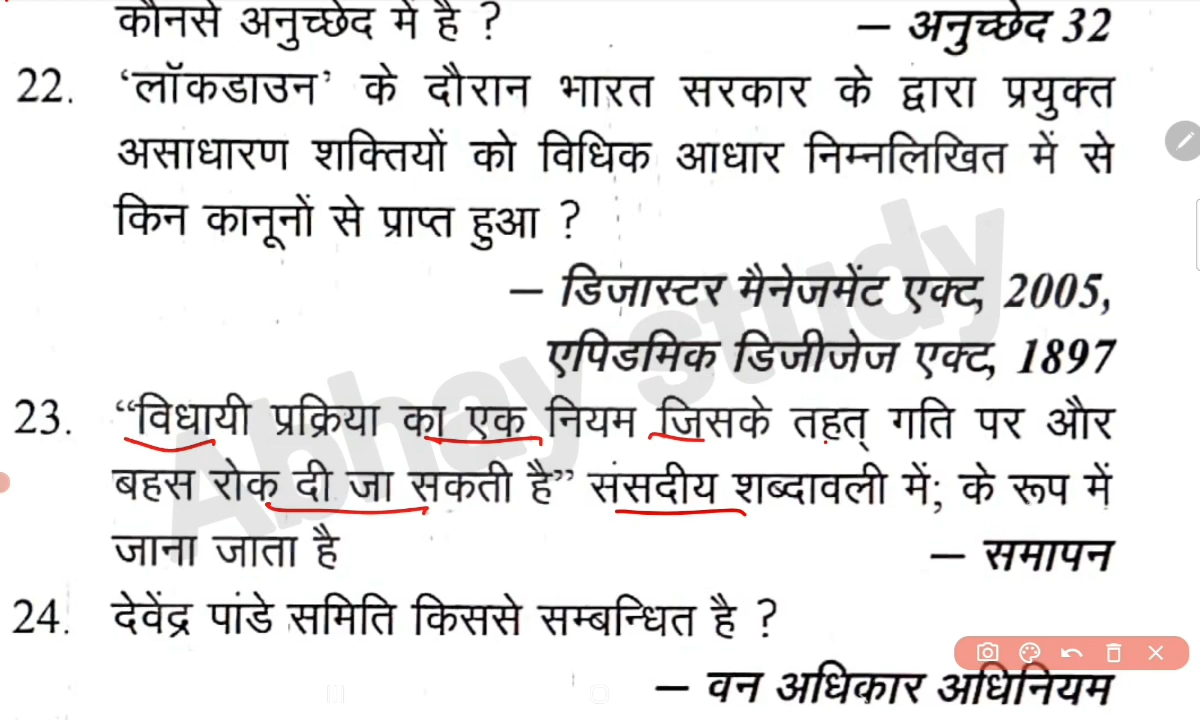 कौनसे अनुच्छेद में है ? – अनुच्छेद 32
22. ‘लॉकडाउन’ के दौरान भारत सरकार के द्वारा प्रयुक्त
असाधारण शक्तियों को विधिक आधार निम्नलिखित में से
किन कानूनों से प्राप्त हुआ ?
– डिजास्टर मैनेजमेंट एक्ट, 2005,
एपिडमिक डिजीजेज एक्ट, 1897
23. “विधायी प्रक्रिया का एक नियम जिसके तहत् गति पर और
बहस रोक दी जा सकती है” संसदीय शब्दावली में; के रूप में
जाना जाता है – समापन
24. देवेंद्र पांडे समिति किससे सम्बन्धित है ?
– वन अधिकार अधिनियम
Abhay study